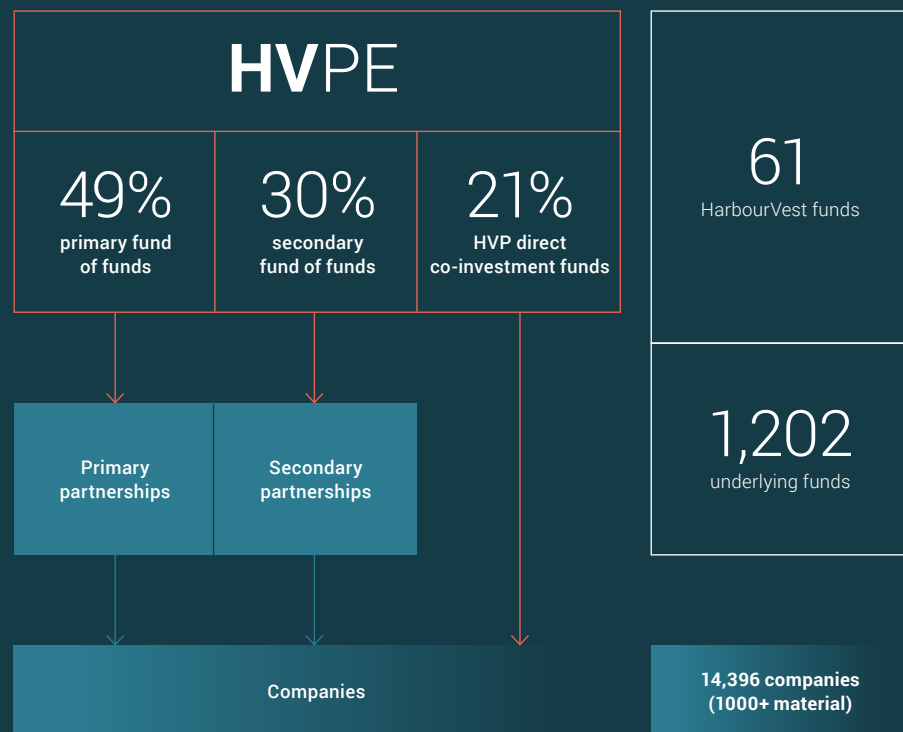 HVPE
49%
primary fund
of funds
30%
secondary
fund of funds
21%
HVP direct
co-investment funds
61
HarbourVest funds
Primary
partnerships
Secondary
partnerships
1,202
underlying funds
Companies
14,396 companies
(1000+ material)